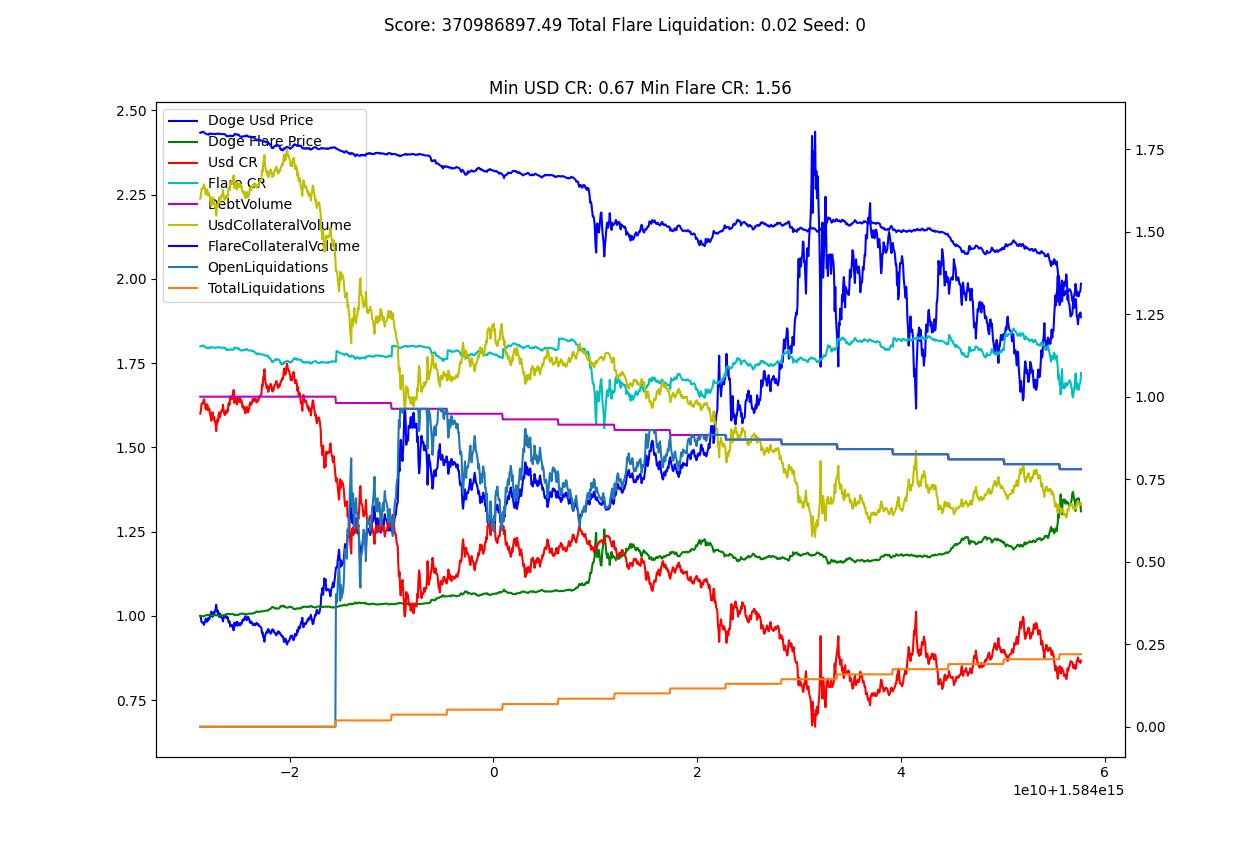 Score: 370986897.49 Total Flare Liquidation: 0.02 Seed: 0
Min USD CR: 0.67 Min Flare CR: 1.56
2.50
2.25
2.00
1.75
1.50
1.25
1.00
0.75
Doge Usd Price
Doge Flare Price
Usd CR
Flare CR
DebtVolume
UsdCollateralVolume
FlareCollateralVolume
OpenLiquidations
TotalLiquidations
1.75
1.50
1.25
1.00
0.75
0.50
0.25
0.00
−2 0 2 4 6
1e10+1.584e15